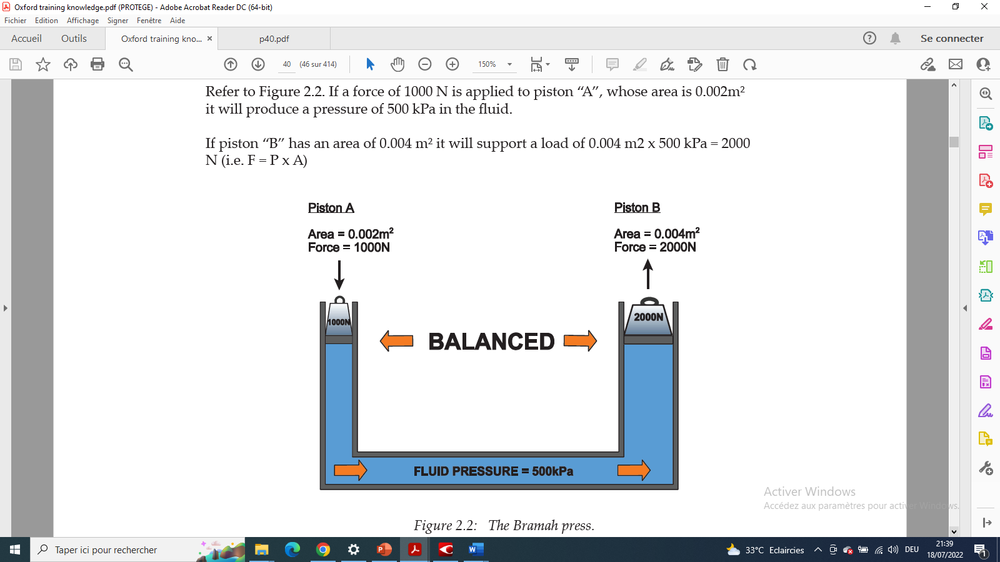 Oxford training knowledge.pdf (PROTEGE) - Adobe Acrobat Reader DC (64-bit)
Fichier Edition Affichage Signer Fenêtre Aide
Accueil Outils Oxford training kno... × p40.pdf Se connecter
40 (46 sur 414) 150%
Refer to Figure 2.2. If a force of 1000 N is applied to piston “A”, whose area is 0.002m²
it will produce a pressure of 500 kPa in the fluid.
If piston “B” has an area of 0.004 m² it will support a load of 0.004 m2 x 500 kPa = 2000
N (i.e. F = P x A)
Piston A
Area = 0.002m²
Force = 1000N
Piston B
Area = 0.004m²
Force = 2000N
1000N
2000N
BALANCED
FLUID PRESSURE = 500kPa
Figure 2.2: The Bramah press.
Activer Windows
Accédez aux paramètres pour activer Windows.
Taper ici pour rechercher
33°C Eclaircies
DEU
21:39
18/07/2022
1